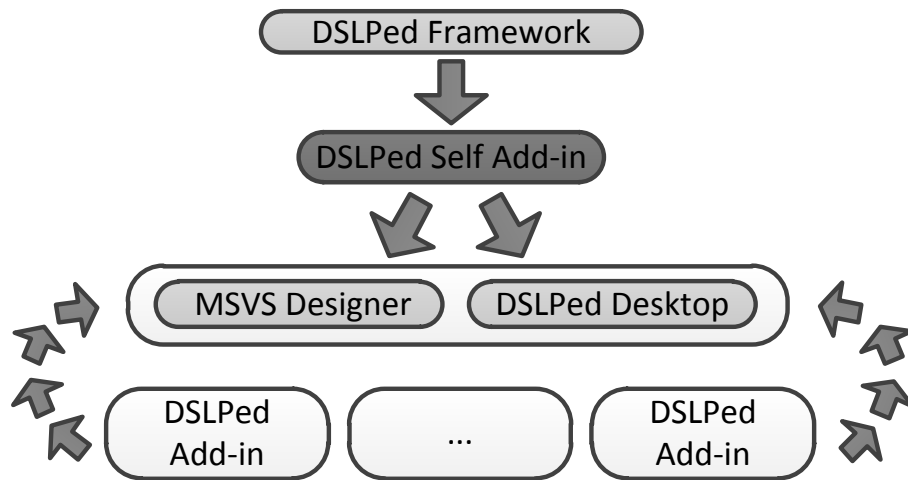 DSLPed Framework
DSLPed Self Add-in
MSVS Designer
DSLPed Desktop
DSLPed
Add-in
...
DSLPed
Add-in